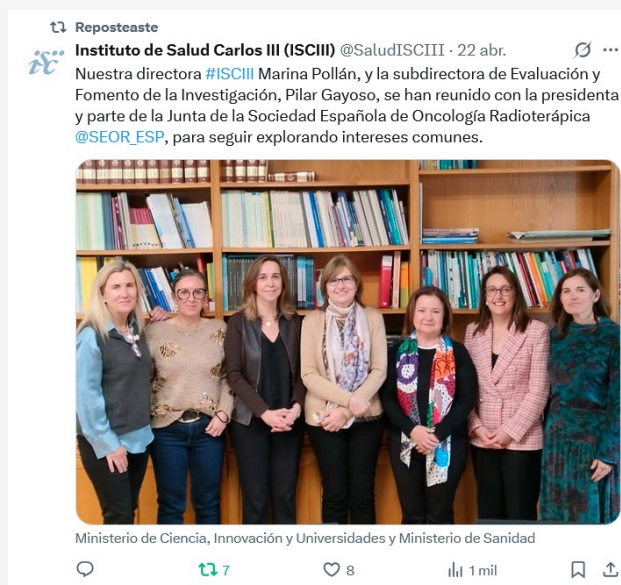 Reposteaste
isc
Instituto de Salud Carlos III (ISCIII) @SaludISCIII · 22 abr.
Nuestra directora #ISCIII Marina Pollán, y la subdirectora de Evaluación y
Fomento de la Investigación, Pilar Gayoso, se han reunido con la presidenta
y parte de la Junta de la Sociedad Española de Oncología Radioterápica
@SEOR_ESP, para seguir explorando intereses comunes.
Ministerio de Ciencia, Innovación y Universidades y Ministerio de Sanidad
7
8
1 mil